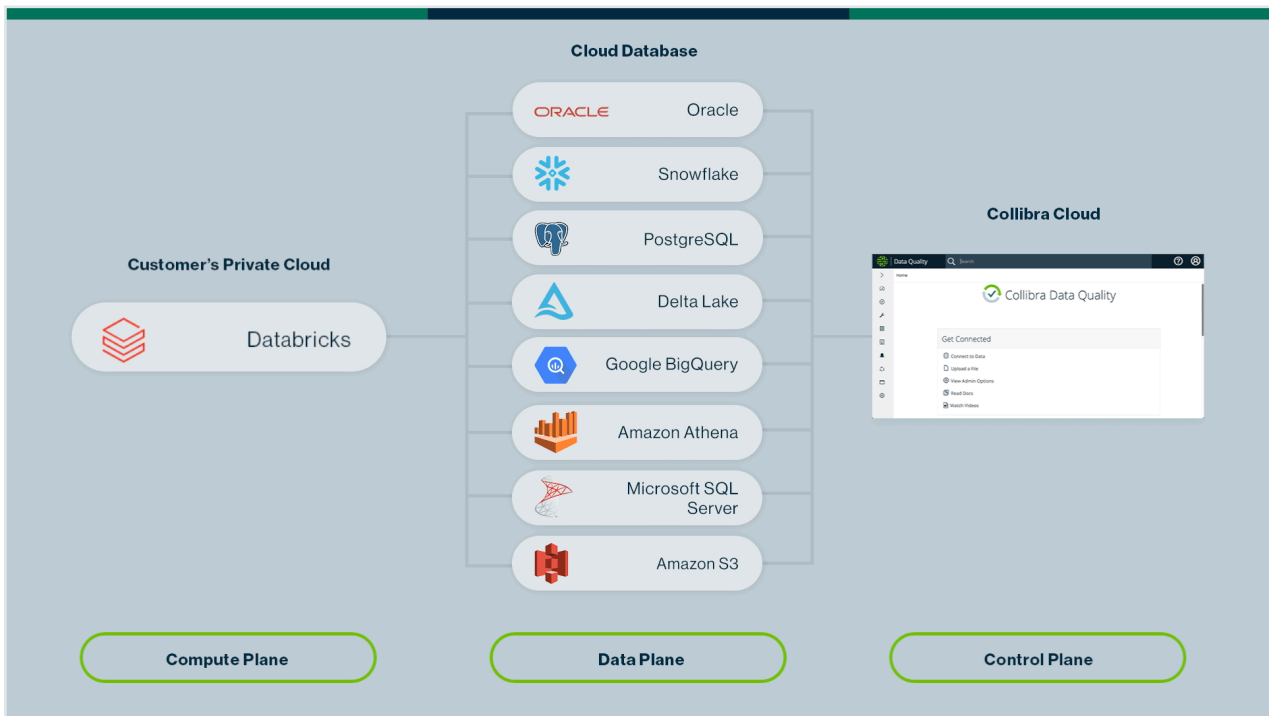 Cloud Database
ORACLE Oracle
Snowflake
PostgreSQL
Delta Lake
Google BigQuery
Amazon Athena
Microsoft SQL
Server
Amazon S3
Customer's Private Cloud
Databricks
Collibra Cloud
Data Quality Search
Home
Collibra Data Quality
Get Connected
Connect to Data
Upload a File
View Admin Options
Read Docs
Watch Videos
Compute Plane
Data Plane
Control Plane